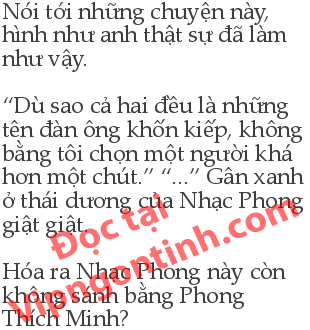 Nói tới những chuyện này,
hình như anh thật sự đã làm
như vậy.
“Dù sao cả hai đều là những
tên đàn ông khốn kiếp, không
bằng tôi chọn một người khá
hơn một chút.” “...” Gân xanh
ở thái dương của Nhạc Phong
giật giật.
Hóa ra Nhạc Phong này còn
không sánh bằng Phong
Thích Minh?
Đọc tại
Vipngontinh.com